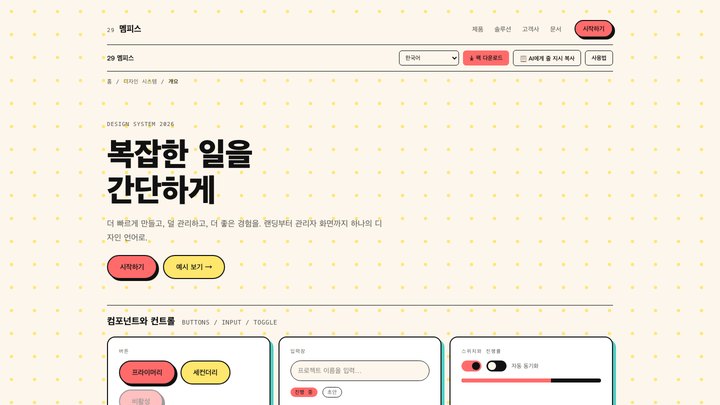 29 멤피스
제품 솔루션 고객사 문서 시작하기
29 멤피스
한국어 팩 다운로드 AI에게 줄 지시 복사 사용법
홈 / 디자인 시스템 / 개요
DESIGN SYSTEM 2026
복잡한 일을
간단하게
더 빠르게 만들고, 덜 관리하고, 더 좋은 경험을. 랜딩부터 관리자 화면까지 하나의 디
자인 언어로.
시작하기 예시 보기 →
컴포넌트와 컨트롤 BUTTONS / INPUT / TOGGLE
버튼
프라이머리 세컨더리
비활성
입력창
프로젝트 이름을 입력...
진행 중 초안
스위치와 진행률
자동 동기화